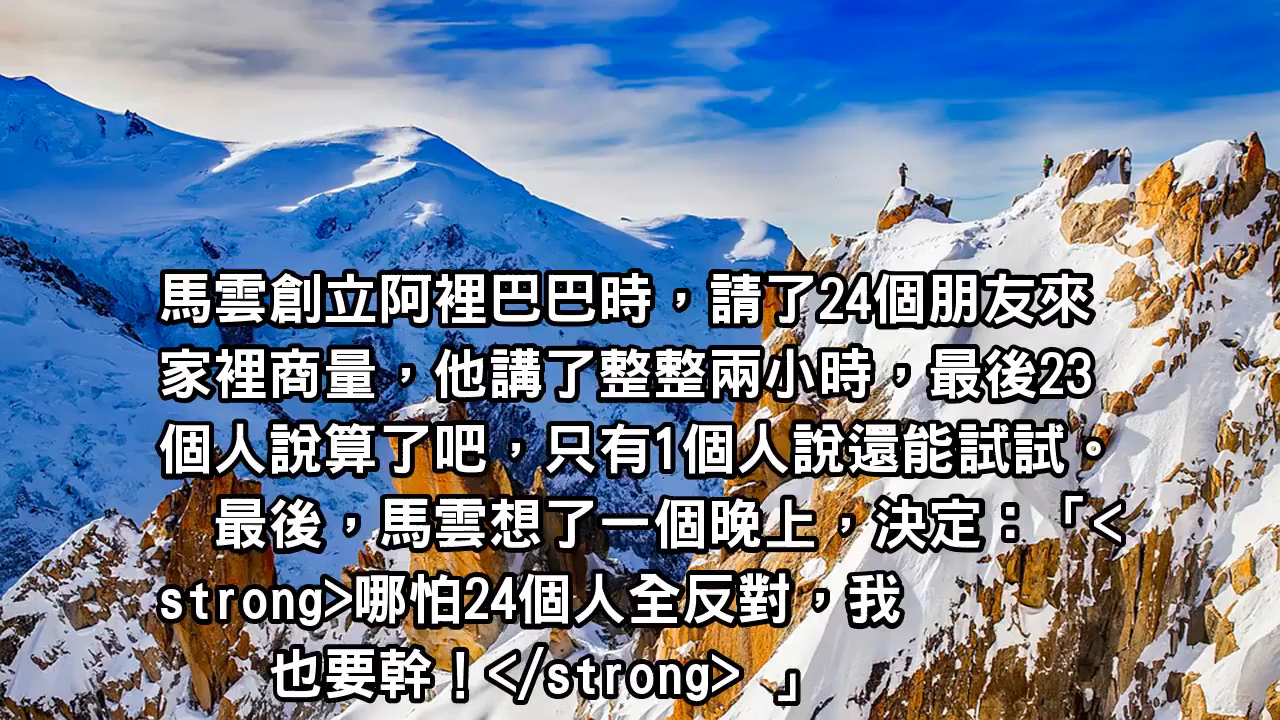 馬雲創立阿裡巴巴時，請了24個朋友來
家裡商量，他講了整整兩小時，最後23
個人說算了吧，只有1個人說還能試試。
最後，馬雲想了一個晚上，決定：「<
strong>哪怕24個人全反對，我
也要幹！</strong> 」